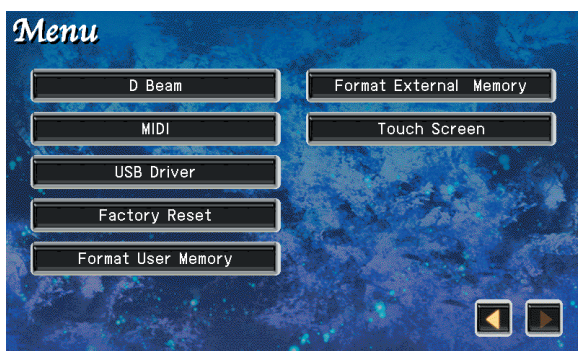 Menu
D Beam
MIDI
USB Driver
Factory Reset
Format User Memory
Format External Memory
Touch Screen